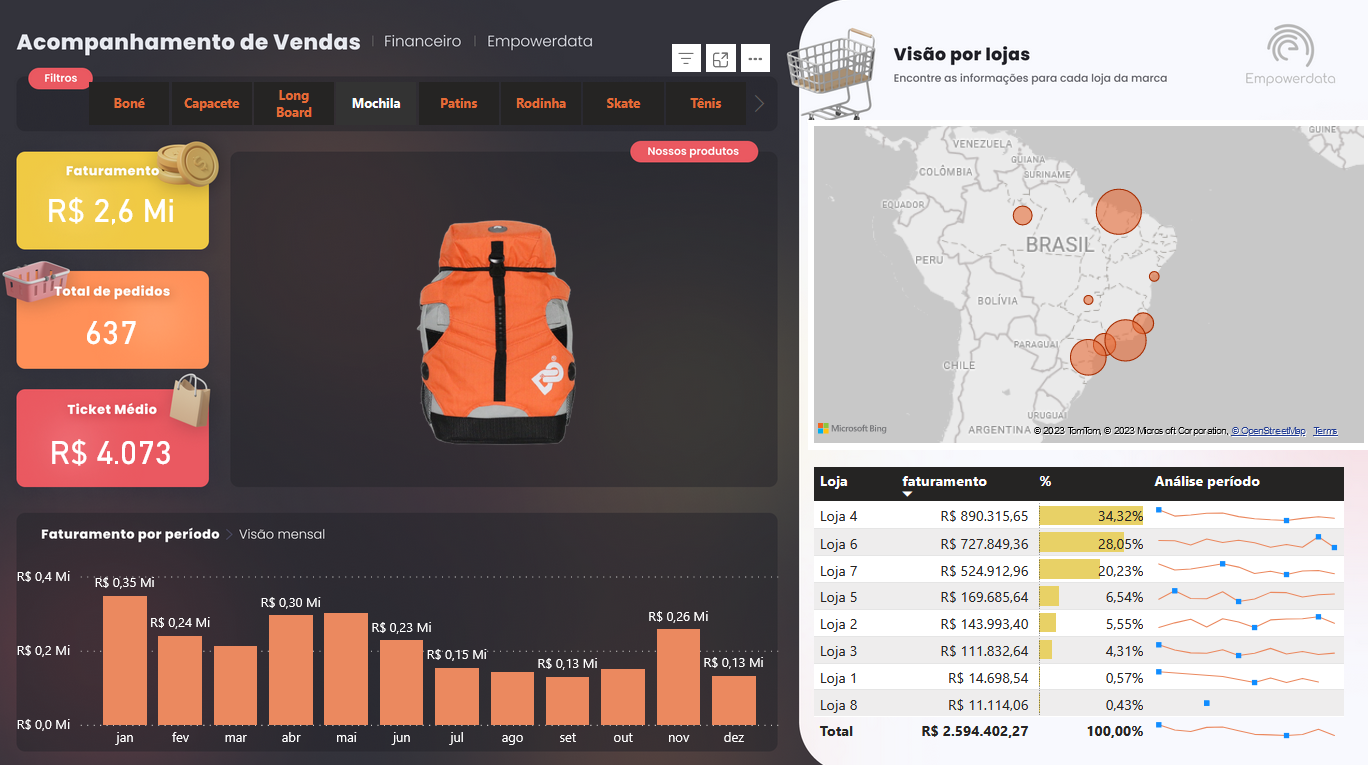 Acompanhamento de Vendas | Financeiro | Empowerdata
Filtros
Boné
Capacete
Long
Board
Mochila
Patins
Rodinha
Skate
Tênis
Faturamento
R$ 2,6 Mi
Total de pedidos
637
Ticket Médio
R$ 4.073
Nossos produtos
Faturamento por período
Visão mensal
R$ 0,4 Mi
R$ 0,2 Mi
R$ 0,0 Mi
R$ 0,35 Mi
R$ 0,24 Mi
R$ 0,30 Mi
R$ 0,23 Mi
R$ 0,15 Mi
R$ 0,13 Mi
R$ 0,26 Mi
R$ 0,13 Mi
jan fev mar abr mai jun jul ago set out nov dez
Visão por lojas
Encontre as informações para cada loja da marca
Empowerdata
GUINE
VENEZUELA
GUIANA
SURINAME
COLÔMBIA
EQUADOR
BRASIL
PERU
BOLÍVIA
PARAGUAI
CHILE
URUGUAI
ARGENTINA
Microsoft Bing
© 2023 TomTom, © 2023 Microsoft Corporation, © OpenStreetMap Terms
Loja faturamento % Análise período
Loja 4 R$ 890.315,65 34,32%
Loja 6 R$ 727.849,36 28,05%
Loja 7 R$ 524.912,96 20,23%
Loja 5 R$ 169.685,64 6,54%
Loja 2 R$ 143.993,40 5,55%
Loja 3 R$ 111.832,64 4,31%
Loja 1 R$ 14.698,54 0,57%
Loja 8 R$ 11.114,06 0,43%
Total R$ 2.594.402,27 100,00%